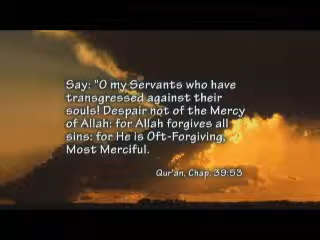 Say: "O my Servants who have
transgressed against their
souls! Despair not of the Mercy
of Allah: for Allah forgives all
sins: for He is Oft-Forgiving,
Most Merciful.
Qur'an, Chap. 39:53